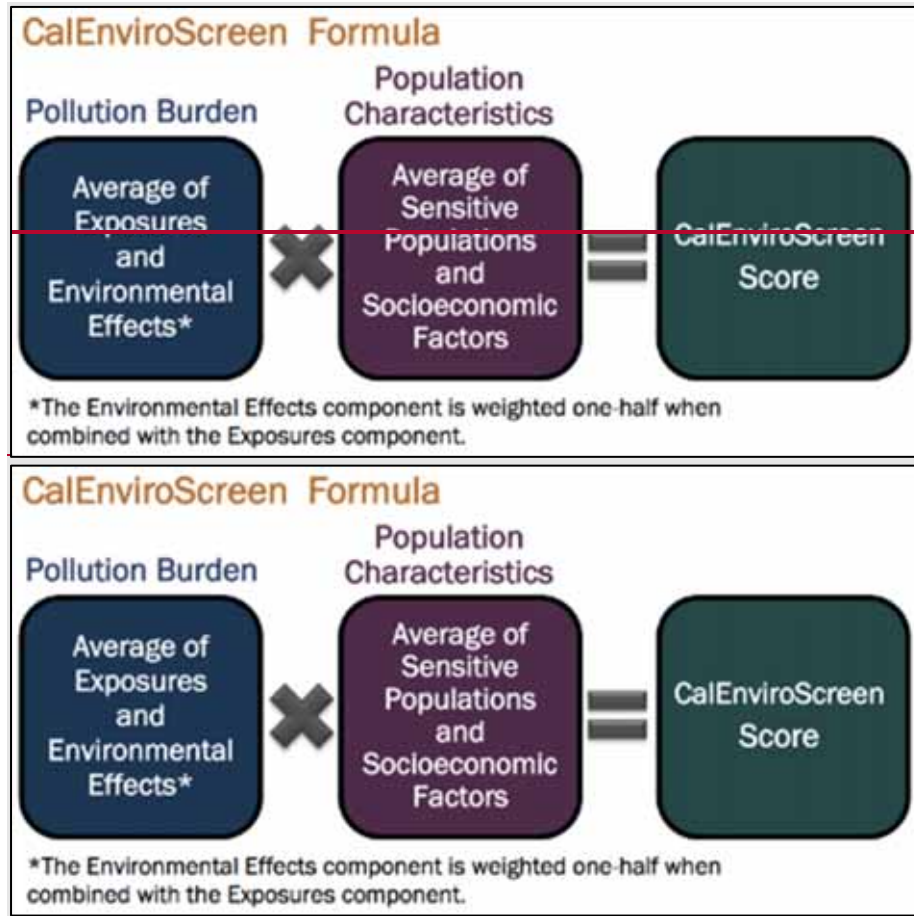 CalEnviroScreen Formula
Pollution Burden
Population
Characteristics
Average of
Exposures
and
Environmental
Effects*
Average of
Sensitive
Populations
and
Socioeconomic
Factors
CalEnviroScreen
Score
*The Environmental Effects component is weighted one-half when
combined with the Exposures component.
CalEnviroScreen Formula
Pollution Burden
Population
Characteristics
Average of
Exposures
and
Environmental
Effects*
Average of
Sensitive
Populations
and
Socioeconomic
Factors
CalEnviroScreen
Score
*The Environmental Effects component is weighted one-half when
combined with the Exposures component.